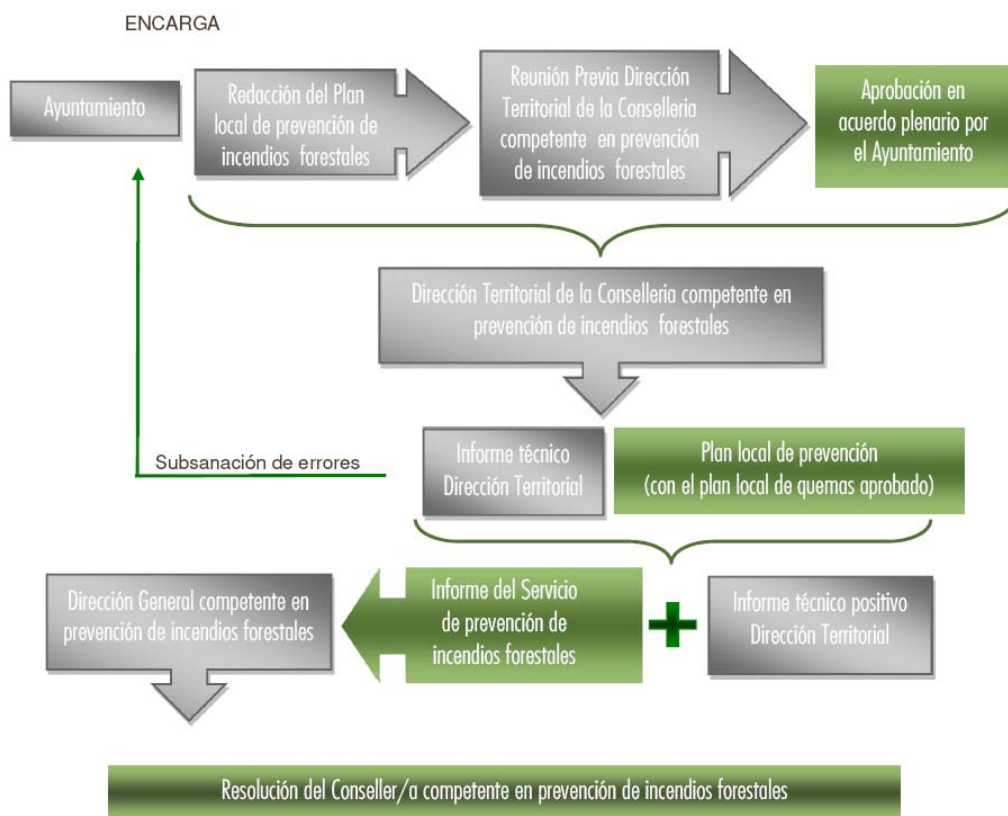 ENCARGA
Ayuntamiento
Redacción del Plan
local de prevención de
incendios forestales
Reunión Previa Dirección
Territorial de la Conselleria
competente en prevención
de incendios forestales
Aprobación en
acuerdo plenario por
el Ayuntamiento
Dirección Territorial de la Conselleria competente en
prevención de incendios forestales
Subsanación de errores
Informe técnico
Dirección Territorial
Plan local de prevención
(con el plan local de quemas aprobado)
Dirección General competente en
prevención de incendios forestales
Informe del Servicio
de prevención de
incendios forestales
Informe técnico positivo
Dirección Territorial
Resolución del Conseller/a competente en prevención de incendios forestales